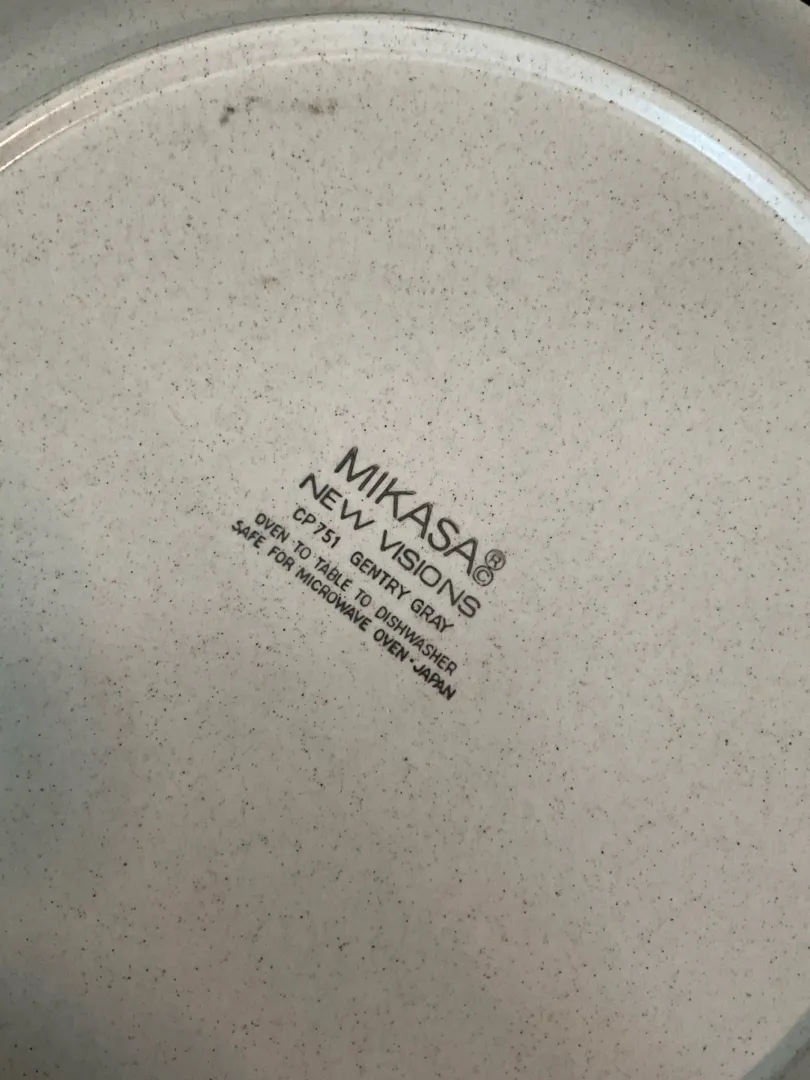 MIKASA®©
NEW VISIONS
CP751 GENTRY GRAY
OVEN TO TABLE TO DISHWASHER
SAFE FOR MICROWAVE OVEN·JAPAN